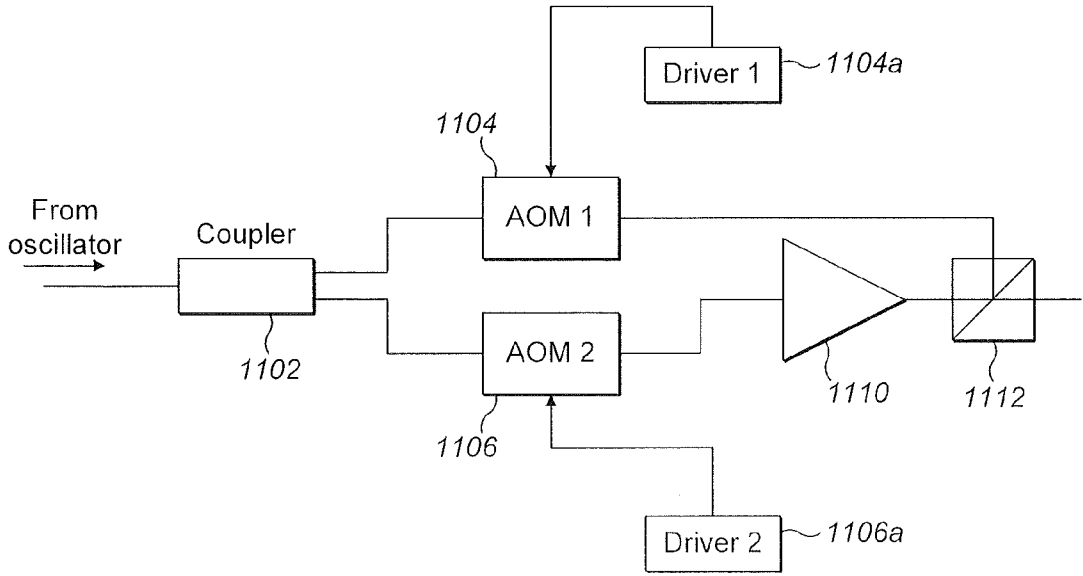 Driver 1
1104a
1104
AOM 1
From
oscillator
Coupler
1102
AOM 2
1106
1110
1112
Driver 2
1106a